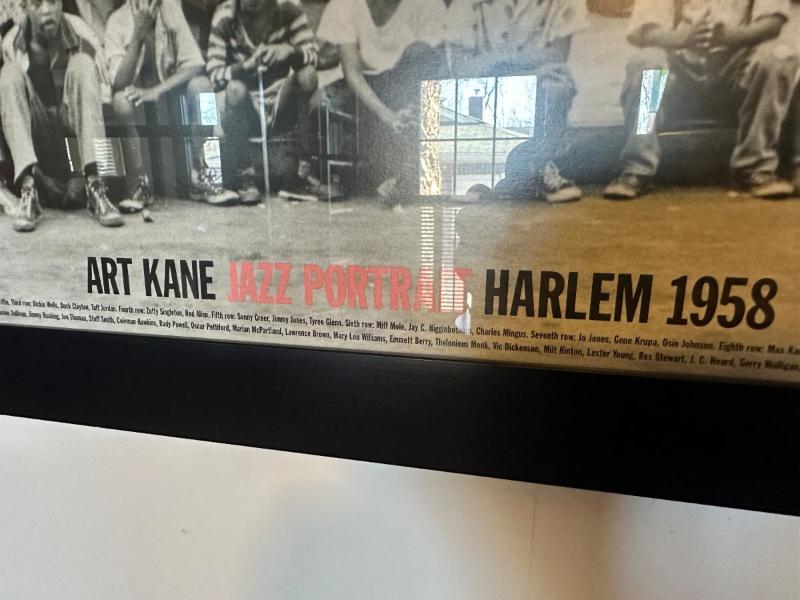 ART KANE JAZZ PORTRAIT HARLEM 1958
Third row: Dickie Wells, Buck Clayton, Taft Jordan. Fourth row: Zutty Singleton, Red Allen. Fifth row: Sonny Greer, Jimmy Jones, Tyree Glenn. Sixth row: Miff Mole, Jay C. Higginbotham, Charles Mingus. Seventh row: Jo Jones, Gene Krupa, Osie Johnson. Eighth row: Max Ka
Sullivan, Jimmy Rushing, Joe Thomas, Stuff Smith, Coleman Hawkins, Rudy Powell, Oscar Pettiford, Marian McPartland, Lawrence Brown, Mary Lou Williams, Emmett Berry, Thelonious Monk, Vic Dickenson, Milt Hinton, Lester Young, Rex Stewart, J. C. Heard, Gerry Mulligan,